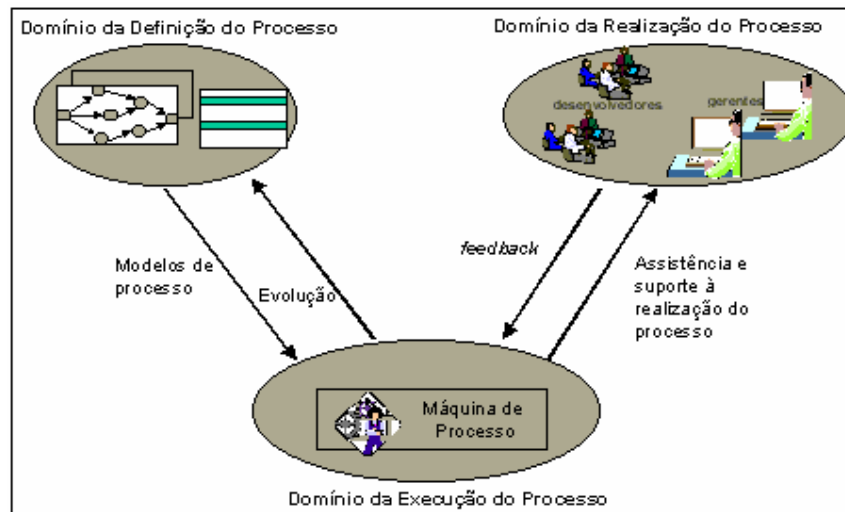 Domínio da Definição do Processo
Domínio da Realização do Processo
desenvolvedores
gerentes
Modelos de
processo
Evolução
feedback
Assistência e
suporte à
realização do
processo
Máquina de
Processo
Domínio da Execução do Processo